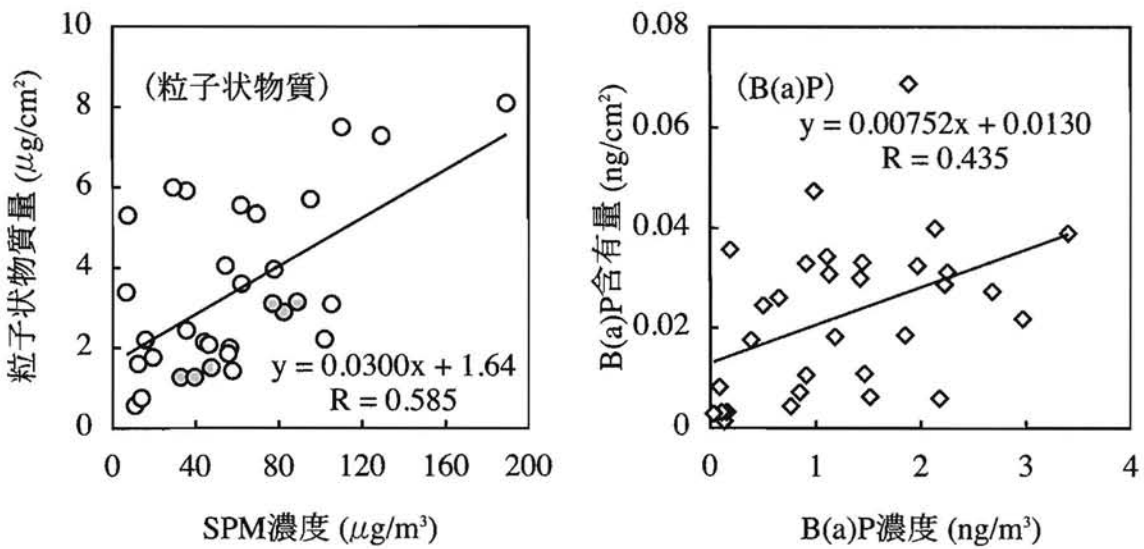 10
8
6
4
2
0
粒子状物質量 (μg/cm²)
(粒子状物質)
y = 0.0300x + 1.64
R = 0.585
0 40 80 120 160 200
SPM濃度 (μg/m³)
0.08
0.06
0.04
0.02
0
B(a)P含有量 (ng/cm²)
(B(a)P)
y = 0.00752x + 0.0130
R = 0.435
0 1 2 3 4
B(a)P濃度 (ng/m³)